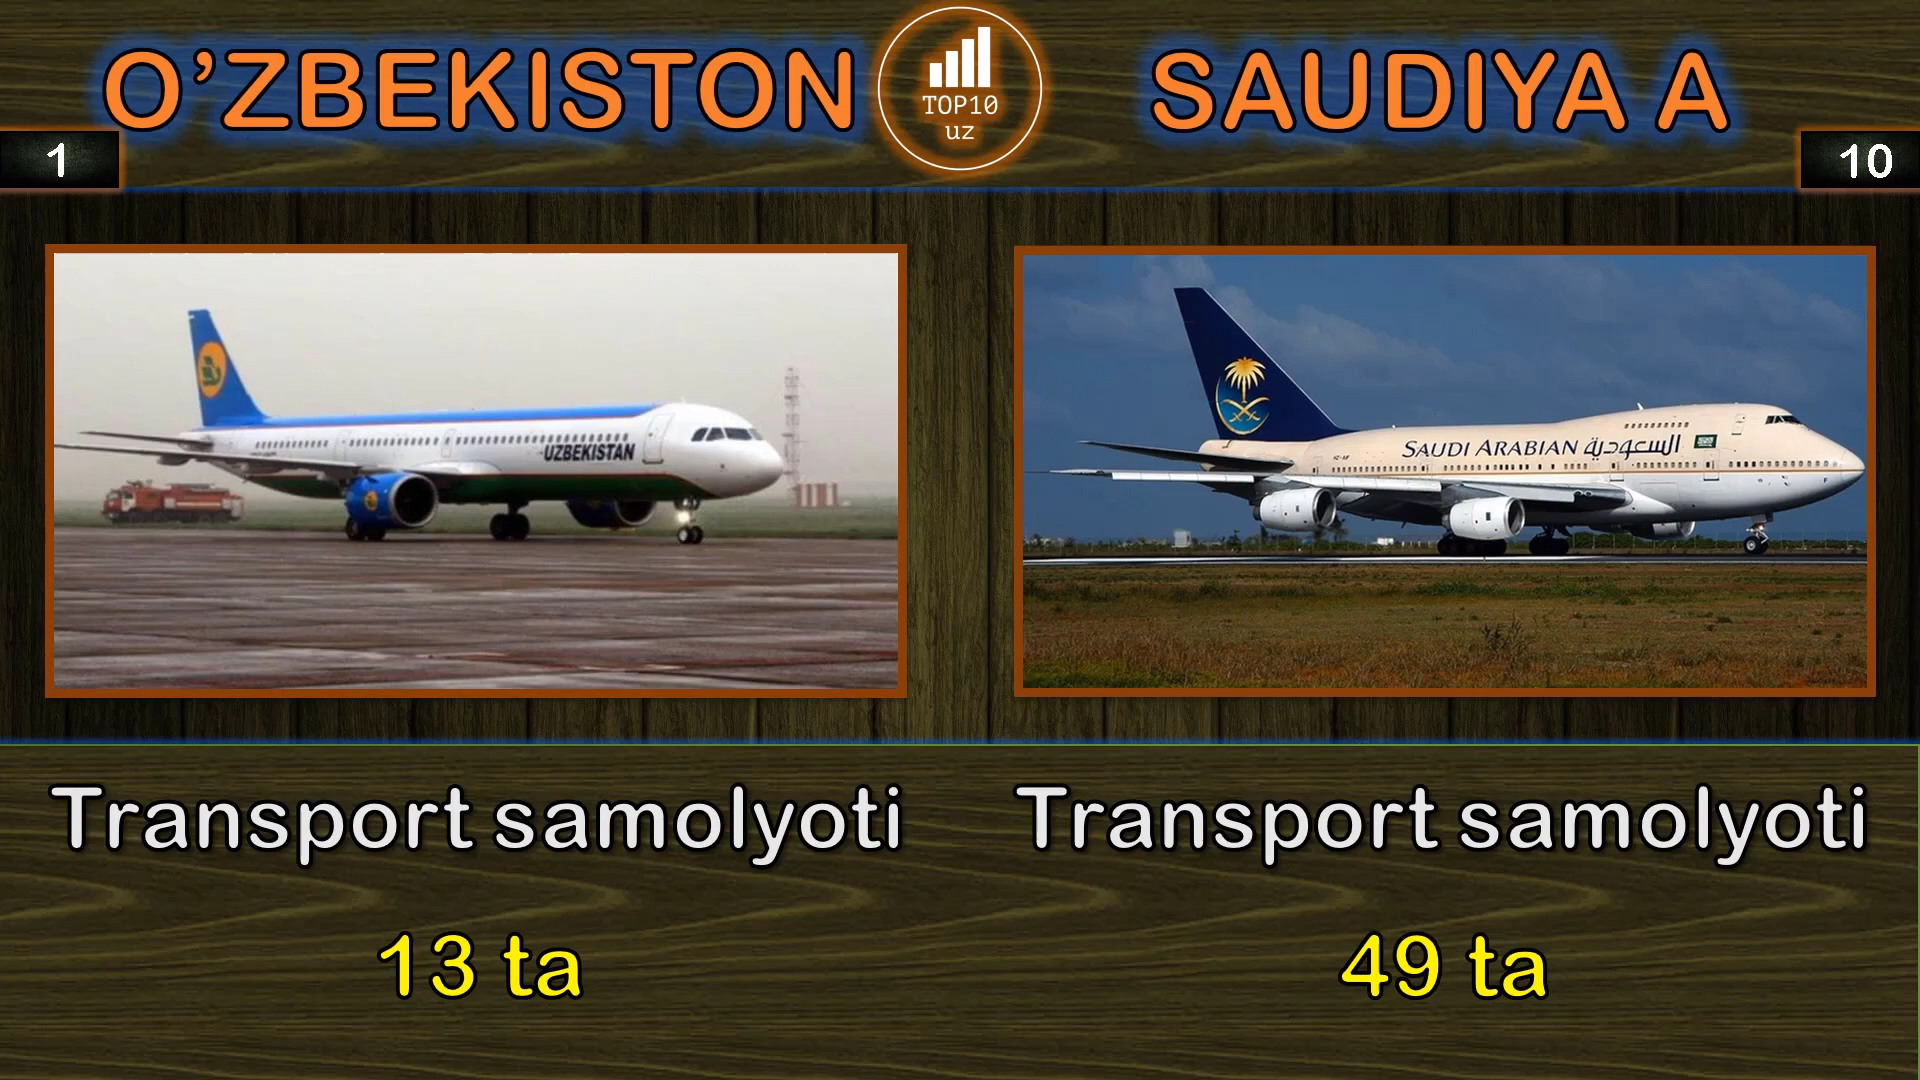 O’ZBEKISTON
TOP10
uz
SAUDIYA A
1
10
UZBEKISTAN
SAUDI ARABIAN السعودية
Transport samolyoti
Transport samolyoti
13 ta
49 ta